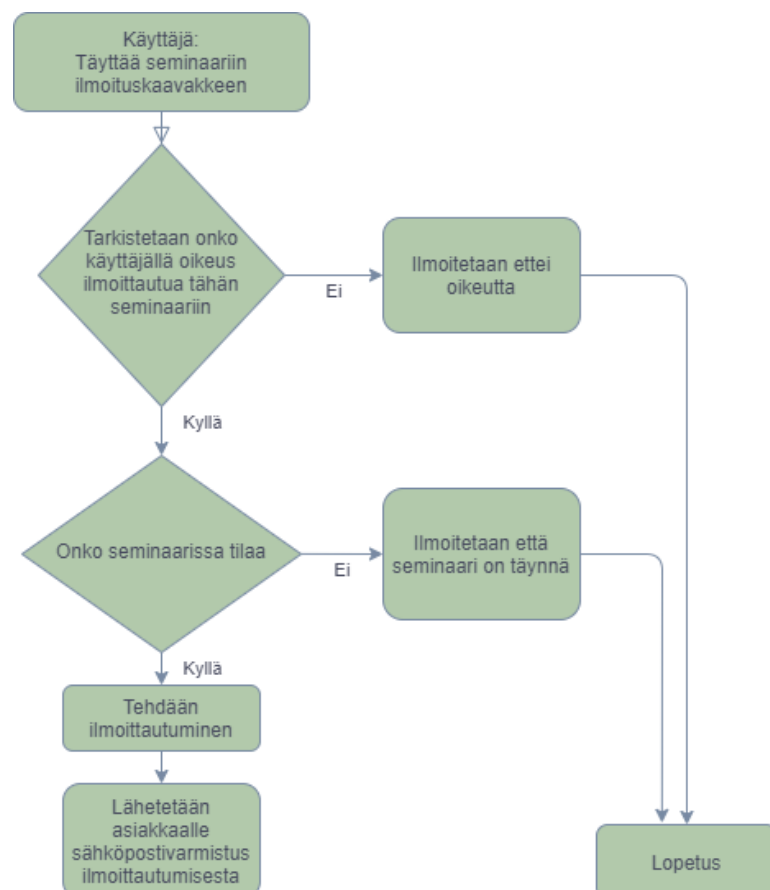 Käyttäjä:
Täyttää seminaariin
ilmoituskaavakkeen
Tarkistetaan onko
käyttäjällä oikeus
ilmoittautua tähän
seminaariin
Ei
Ilmoitetaan ettei
oikeutta
Kyllä
Onko seminaarissa tilaa
Ei
Ilmoitetaan että
seminaari on täynnä
Kyllä
Tehdään
ilmoittautuminen
Lähetetään
asiakkaalle
sähköpostivarmistus
ilmoittautumisesta
Lopetus